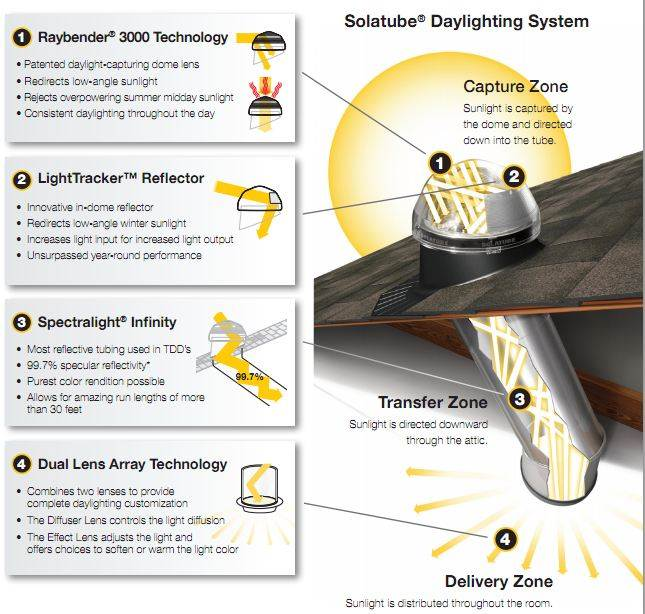 Solatube® Daylighting System
1 Raybender® 3000 Technology
• Patented daylight-capturing dome lens
• Redirects low-angle sunlight
• Rejects overpowering summer midday sunlight
• Consistent daylighting throughout the day
2 LightTracker™ Reflector
• Innovative in-dome reflector
• Redirects low-angle winter sunlight
• Increases light input for increased light output
• Unsurpassed year-round performance
3 Spectralight® Infinity
• Most reflective tubing used in TDD's
• 99.7% specular reflectivity*
• Purest color rendition possible
• Allows for amazing run lengths of more
than 30 feet
99.7%
4 Dual Lens Array Technology
• Combines two lenses to provide
complete daylighting customization
• The Diffuser Lens controls the light diffusion
• The Effect Lens adjusts the light and
offers choices to soften or warm the light color
Capture Zone
Sunlight is captured by
the dome and directed
down into the tube.
1
2
SOLATUBE
Transfer Zone
Sunlight is directed downward
through the attic.
3
4
Delivery Zone
Sunlight is distributed throughout the room.